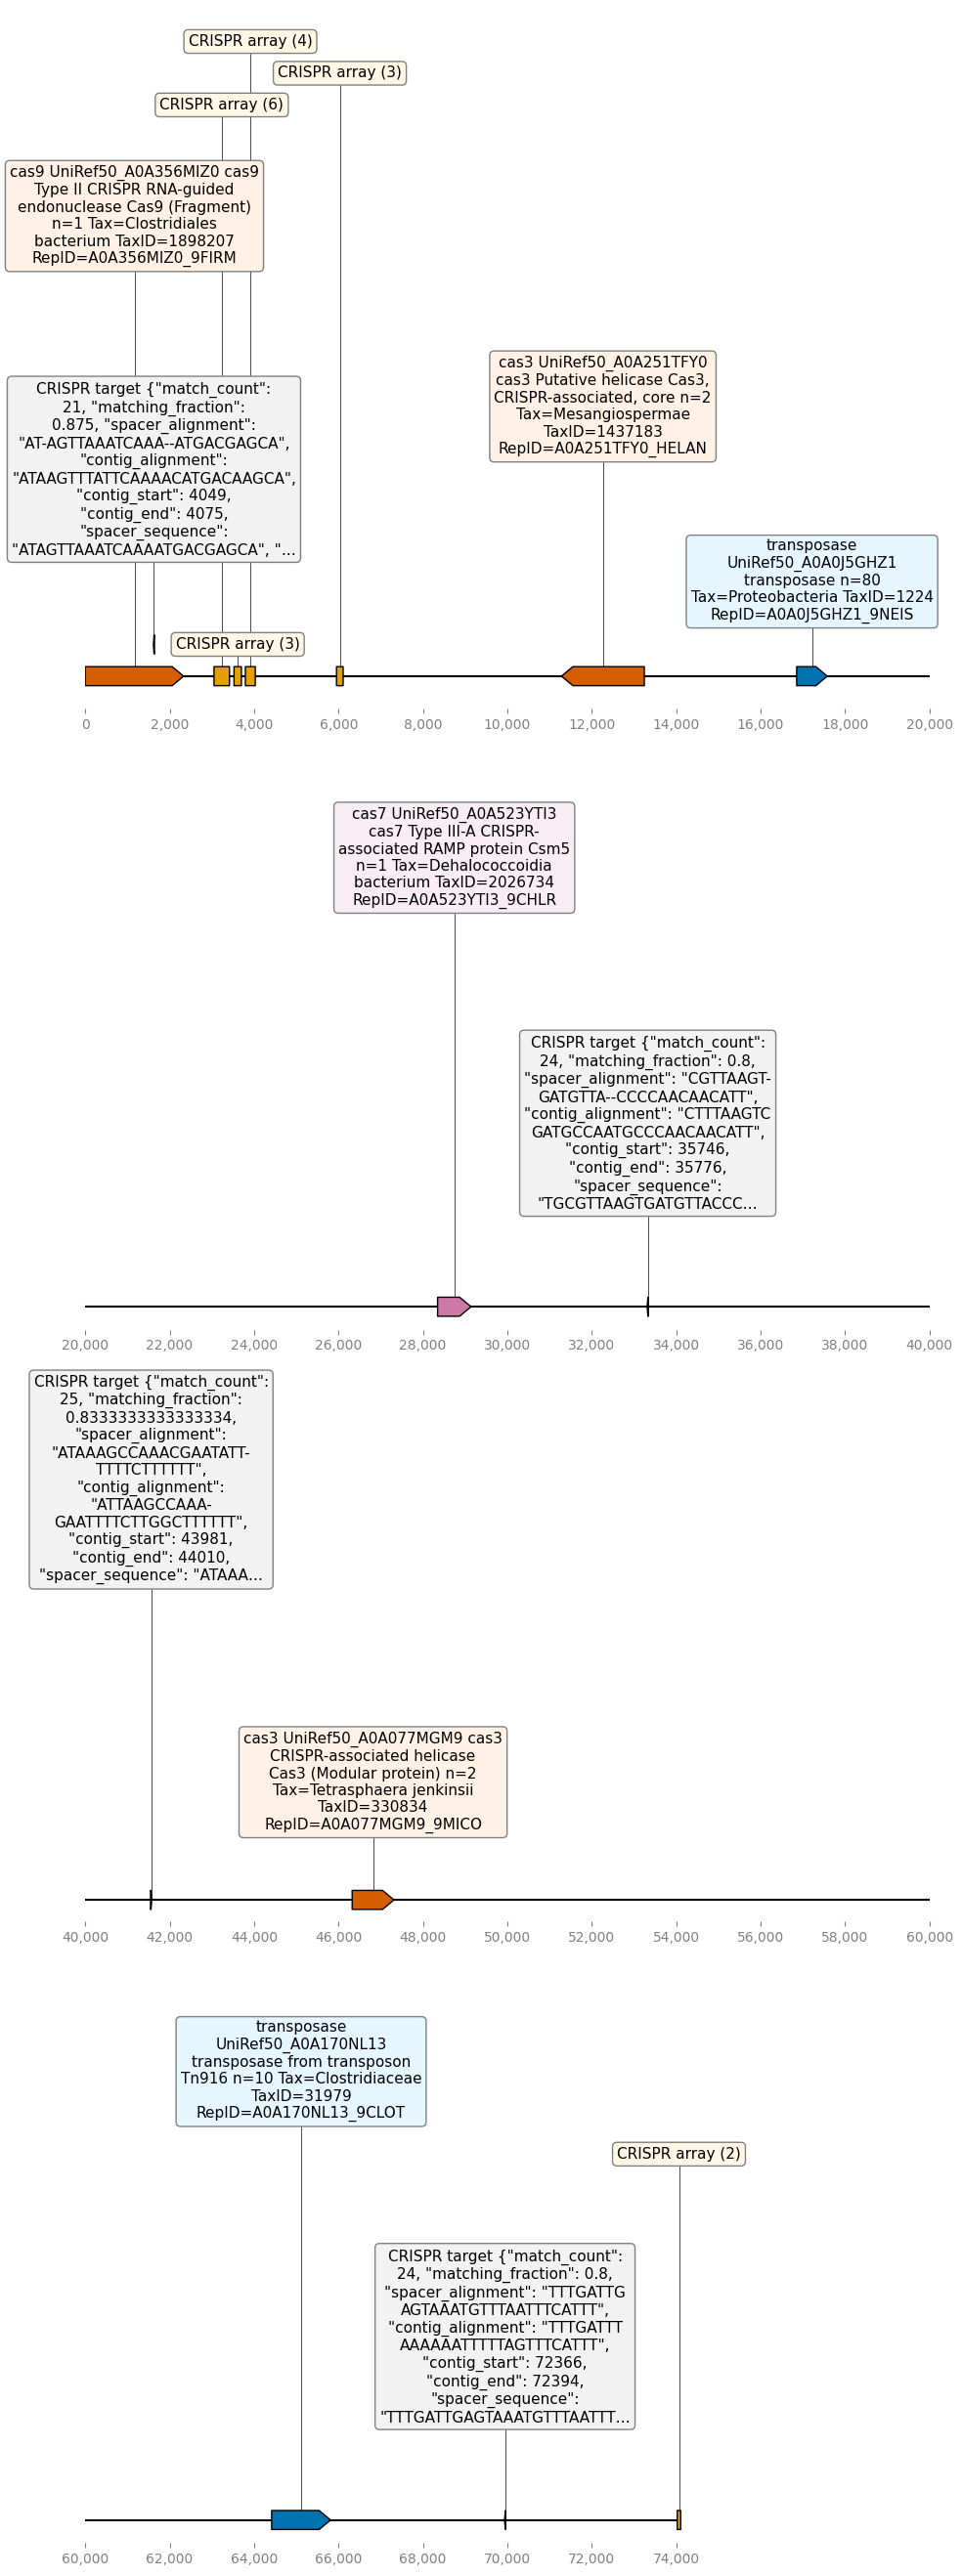 CRISPR array (4)
CRISPR array (3)
CRISPR array (6)
cas9 UniRef50_A0A356MIZ0 cas9
Type II CRISPR RNA-guided
endonuclease Cas9 (Fragment)
n=1 Tax=Clostridiales
bacterium TaxID=1898207
RepID=A0A356MIZ0_9FIRM
cas3 UniRef50_A0A251TFY0
cas3 Putative helicase Cas3,
CRISPR-associated, core n=2
Tax=Mesangiospermae
TaxID=1437183
RepID=A0A251TFY0_HELAN
CRISPR target {"match_count":
21, "matching_fraction":
0.875, "spacer_alignment":
"AT-AGTTAAATCAAA--ATGACGAGCA",
"contig_alignment":
"ATAAGTTTATTCAAAACATGACAAGCA",
"contig_start": 4049,
"contig_end": 4075,
"spacer_sequence":
"ATAGTTAAATCAAAATGACGAGCA", "...
transposase
UniRef50_A0A0J5GHZ1
transposase n=80
Tax=Proteobacteria TaxID=1224
RepID=A0A0J5GHZ1_9NEIS
CRISPR array (3)
0 2,000 4,000 6,000 8,000 10,000 12,000 14,000 16,000 18,000 20,000
cas7 UniRef50_A0A523YTI3
cas7 Type III-A CRISPR-
associated RAMP protein Csm5
n=1 Tax=Dehalococcoidia
bacterium TaxID=2026734
RepID=A0A523YTI3_9CHLR
CRISPR target {"match_count":
24, "matching_fraction": 0.8,
"spacer_alignment": "CGTTAAGT-
GATGTTA--CCCCAACAACATT",
"contig_alignment": "CTTTAAGTC
GATGCCAATGCCCAACAACATT",
"contig_start": 35746,
"contig_end": 35776,
"spacer_sequence":
"TGCGTTAAGTGATGTTACCC...
20,000 22,000 24,000 26,000 28,000 30,000 32,000 34,000 36,000 38,000 40,000
CRISPR target {"match_count":
25, "matching_fraction":
0.8333333333333334,
"spacer_alignment":
"ATAAAGCCAAACGAATATT-
TTTTCTTTTTT",
"contig_alignment":
"ATTAAGCCAAA-
GAATTTTCTTGGCTTTTTT",
"contig_start": 43981,
"contig_end": 44010,
"spacer_sequence": "ATAAA...
cas3 UniRef50_A0A077MGM9 cas3
CRISPR-associated helicase
Cas3 (Modular protein) n=2
Tax=Tetrasphaera jenkinsii
TaxID=330834
RepID=A0A077MGM9_9MICO
40,000 42,000 44,000 46,000 48,000 50,000 52,000 54,000 56,000 58,000 60,000
transposase
UniRef50_A0A170NL13
transposase from transposon
Tn916 n=10 Tax=Clostridiaceae
TaxID=31979
RepID=A0A170NL13_9CLOT
CRISPR array (2)
CRISPR target {"match_count":
24, "matching_fraction": 0.8,
"spacer_alignment": "TTTGATTG
AGTAAATGTTTAATTTCATTT",
"contig_alignment": "TTTGATTT
AAAAAATTTTTAGTTTCATTT",
"contig_start": 72366,
"contig_end": 72394,
"spacer_sequence":
"TTTGATTGAGTAAATGTTTAATTT...
60,000 62,000 64,000 66,000 68,000 70,000 72,000 74,000